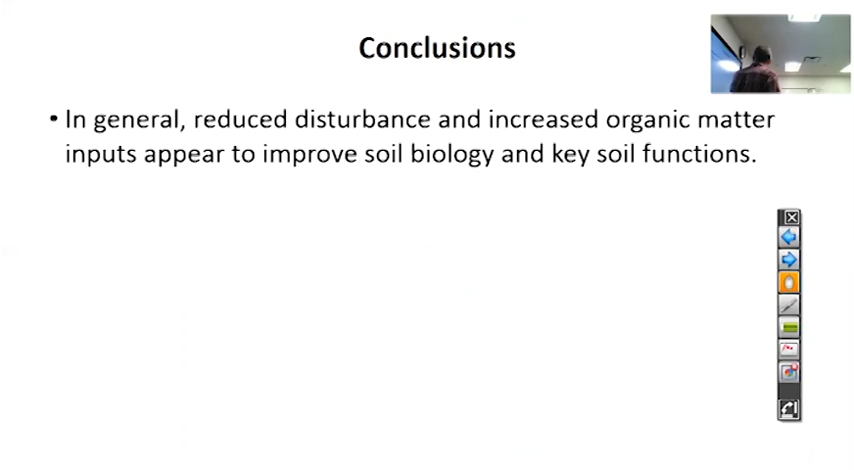 Conclusions
• In general, reduced disturbance and increased organic matter
inputs appear to improve soil biology and key soil functions.